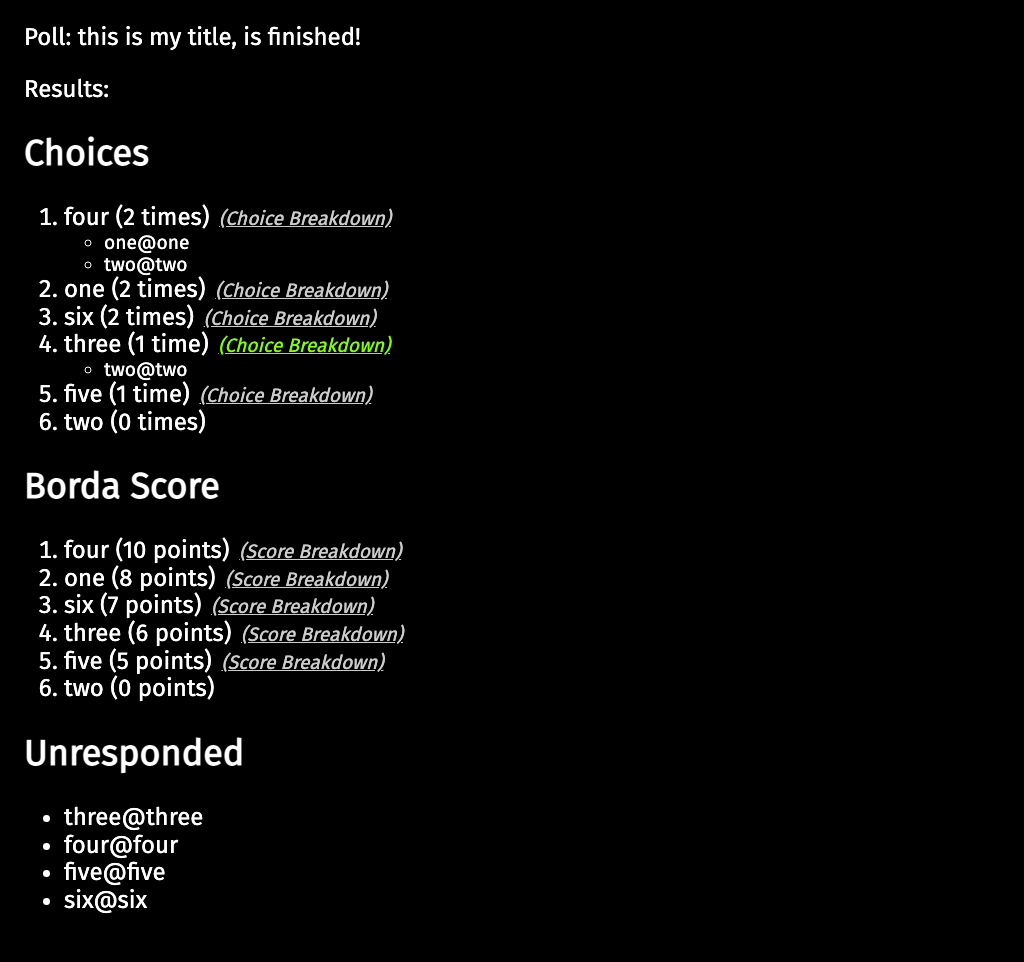 Poll: this is my title, is finished!
Results:
Choices
1. four (2 times) (Choice Breakdown)
one@one
two@two
2. one (2 times) (Choice Breakdown)
3. six (2 times) (Choice Breakdown)
4. three (1 time) (Choice Breakdown)
two@two
5. five (1 time) (Choice Breakdown)
6. two (0 times)
Borda Score
1. four (10 points) (Score Breakdown)
2. one (8 points) (Score Breakdown)
3. six (7 points) (Score Breakdown)
4. three (6 points) (Score Breakdown)
5. five (5 points) (Score Breakdown)
6. two (0 points)
Unresponded
three@three
four@four
five@five
six@six